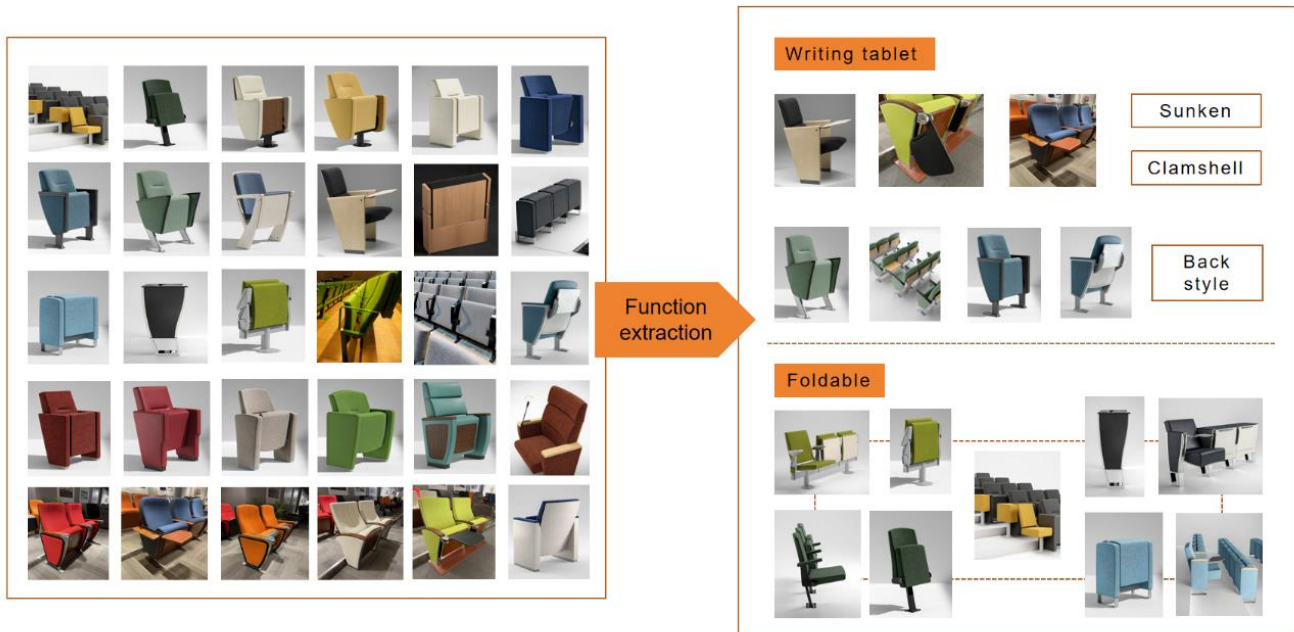 Function
extraction
Writing tablet
Sunken
Clamshell
Back
style
Foldable